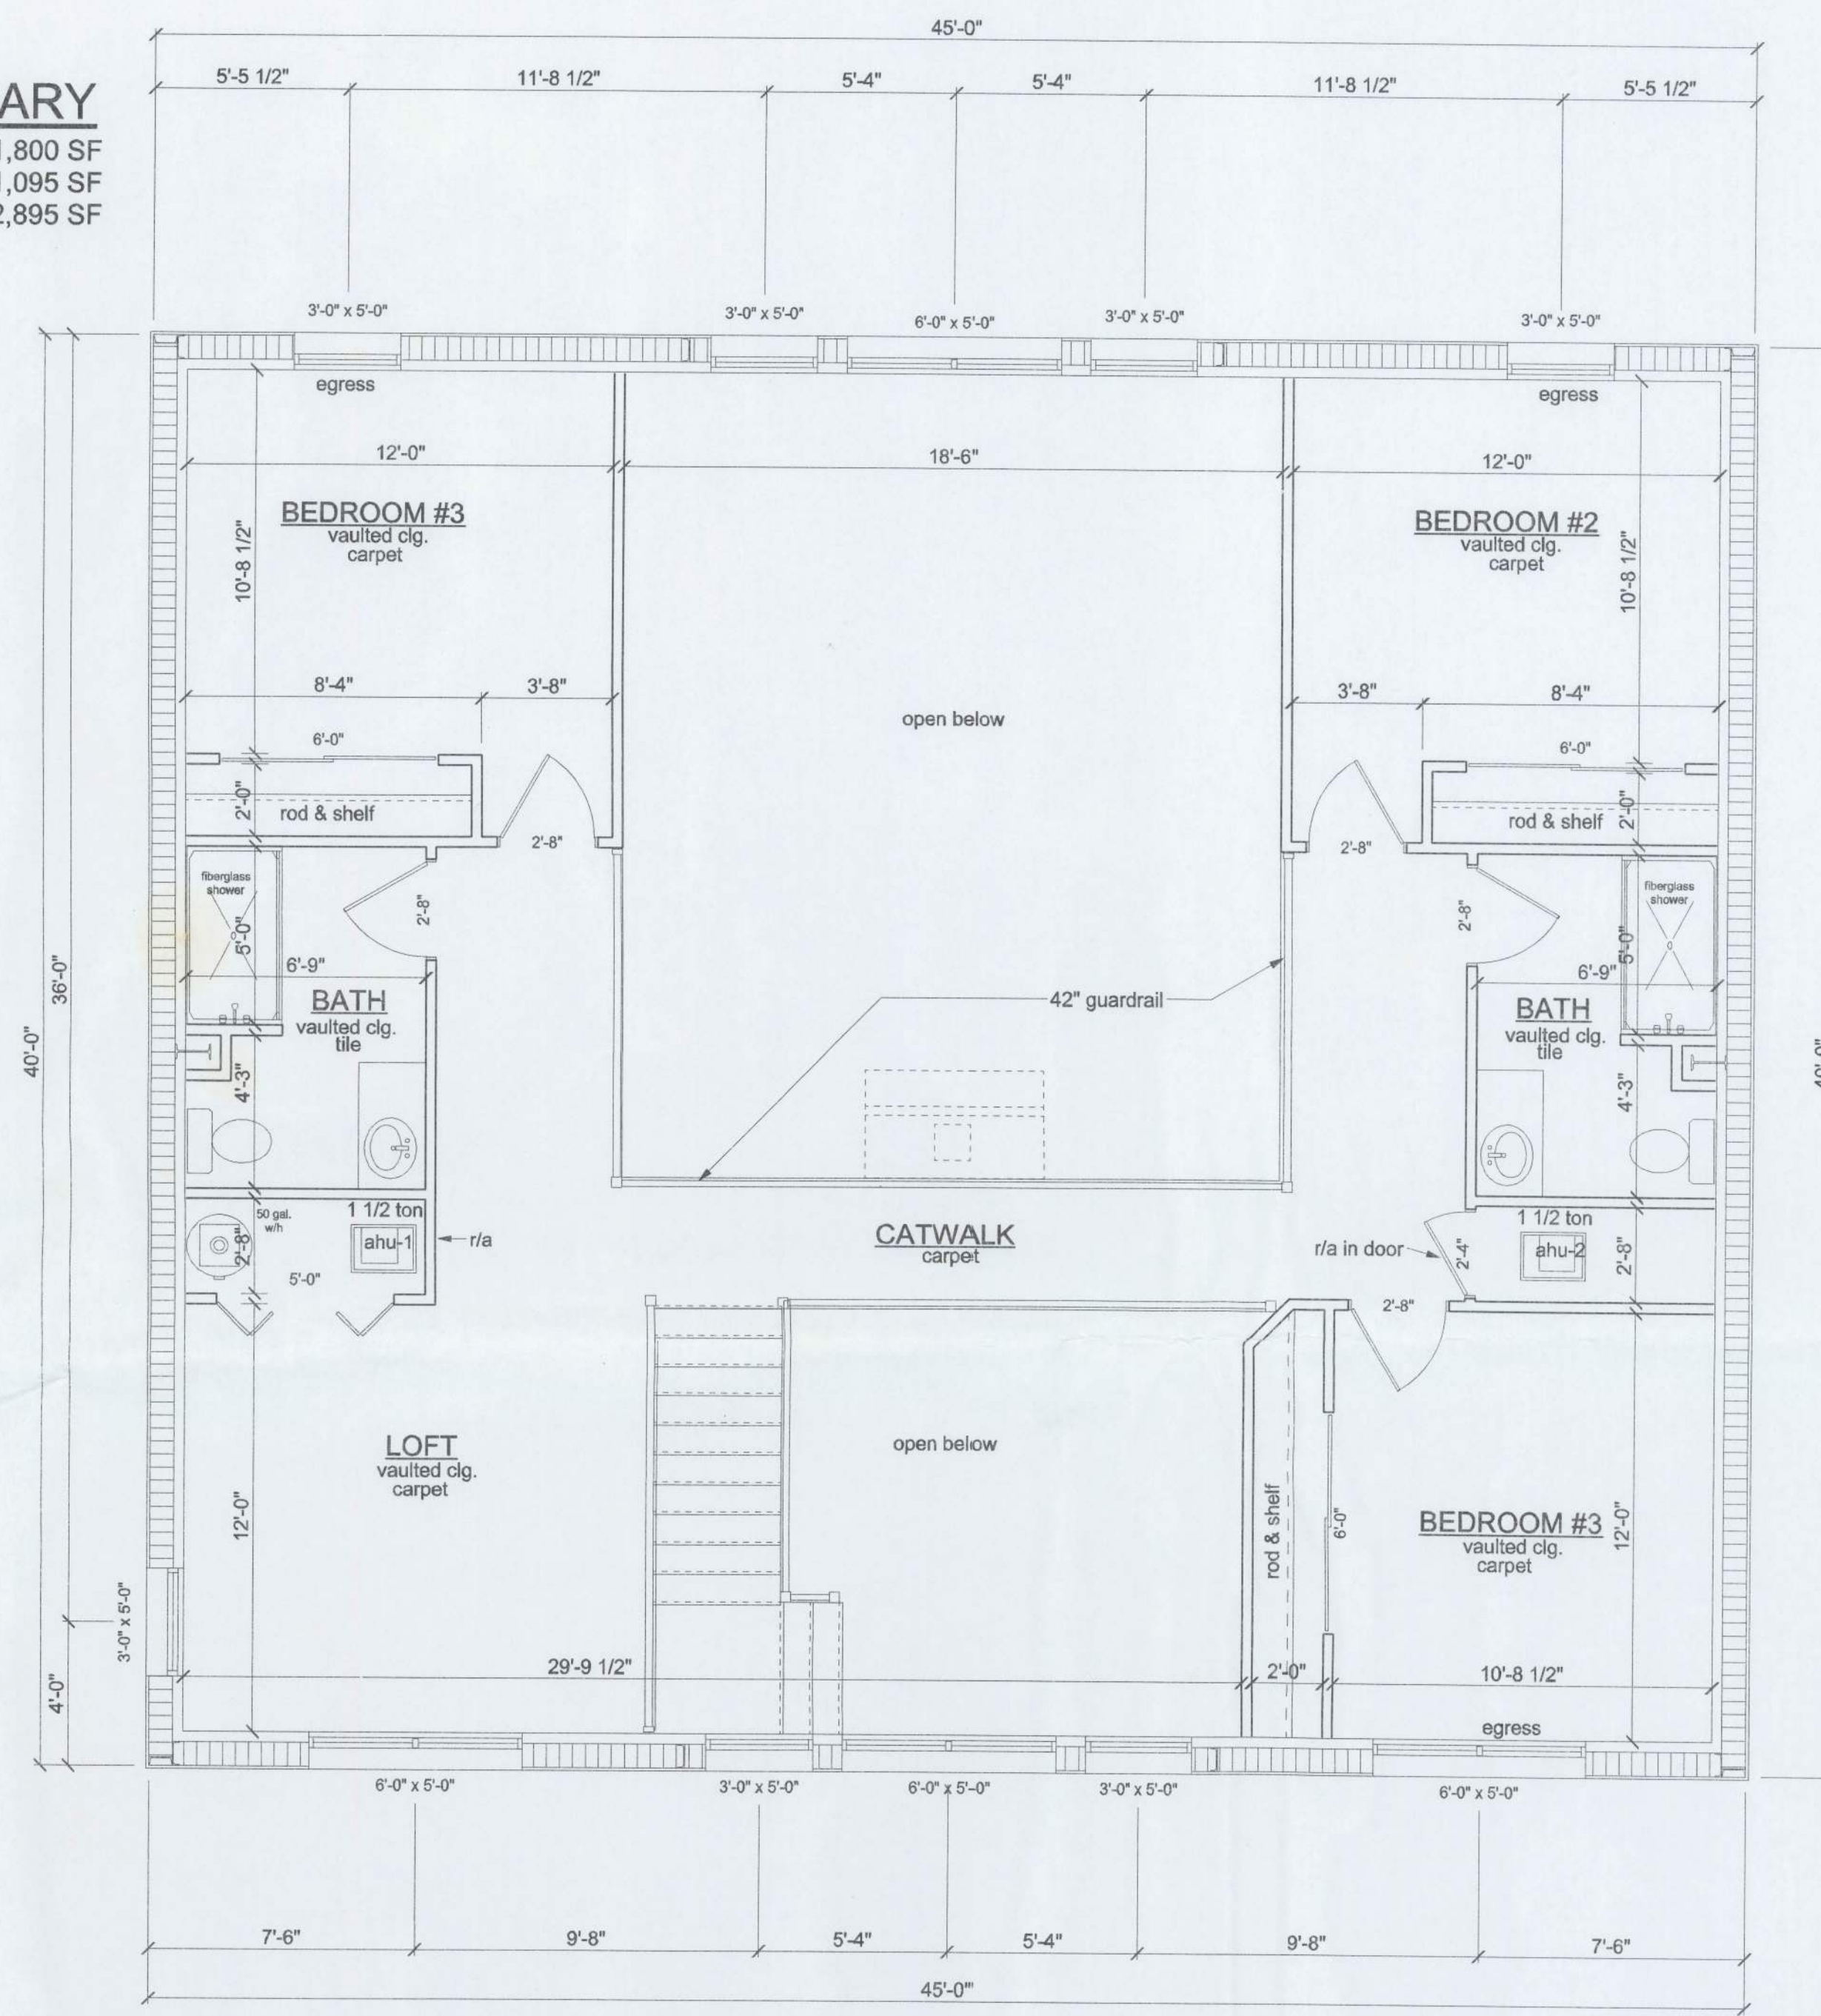 45'-0"
5'-5 1/2" 11'-8 1/2" 5'-4" 5'-4" 11'-8 1/2" 5'-5 1/2"
ARY
,800 SF
,095 SF
2,895 SF
3'-0" x 5'-0" 3'-0" x 5'-0" 6'-0" x 5'-0" 3'-0" x 5'-0" 3'-0" x 5'-0"
egress egress
12'-0" 18'-6" 12'-0"
BEDROOM #3
vaulted clg.
carpet
10'-8 1/2"
BEDROOM #2
vaulted clg.
carpet
10'-8 1/2"
8'-4" 3'-8" 3'-8" 8'-4"
open below
6'-0" 6'-0"
2'-0" rod & shelf 2'-8"
2'-8" rod & shelf 2'-0"
fiberglass
shower
5'-0"
2'-8"
6'-9"
BATH
vaulted clg.
tile
4'-3"
42" guardrail
fiberglass
shower
5'-0"
2'-8"
6'-9"
BATH
vaulted clg.
tile
4'-3"
36'-0"
40'-0"
40'-0"
50 gal.
w/h
1 1/2 ton
ahu-1
2'-8"
5'-0"
r/a
CATWALK
carpet
r/a in door
2'-4"
1 1/2 ton
ahu-2
2'-8"
2'-8"
LOFT
vaulted clg.
carpet
12'-0"
open below
rod & shelf
6'-0"
BEDROOM #3
vaulted clg.
carpet
12'-0"
3'-0" x 5'-0"
4'-0"
29'-9 1/2" 2'-0" 10'-8 1/2"
egress
6'-0" x 5'-0" 3'-0" x 5'-0" 6'-0" x 5'-0" 3'-0" x 5'-0" 6'-0" x 5'-0"
7'-6" 9'-8" 5'-4" 5'-4" 9'-8" 7'-6"
45'-0"